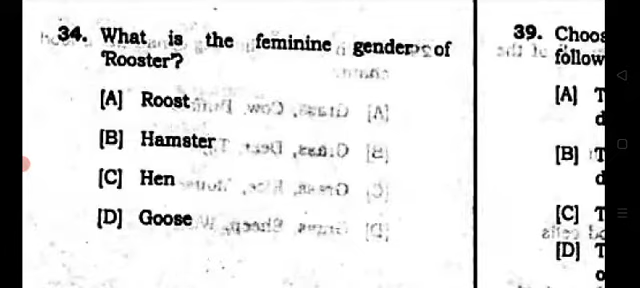 34. What is the feminine gender of
'Rooster'?
[A] Roost
[B] Hamster
[C] Hen
[D] Goose
39. Choos
follow
[A] T
d
[B] T
d
[C] T
[D] T
o